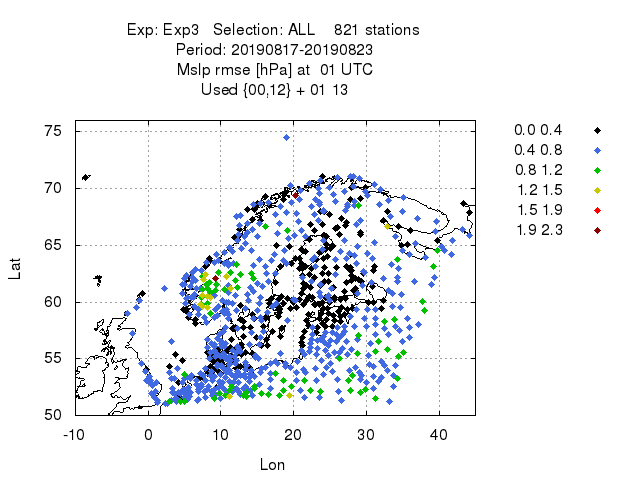 Exp: Exp3 Selection: ALL 821 stations
Period: 20190817-20190823
Mslp rmse [hPa] at 01 UTC
Used {00,12} + 01 13
75
70
65
60
55
50
-10 0 10 20 30 40
Lat
Lon
0.0 0.4
0.4 0.8
0.8 1.2
1.2 1.5
1.5 1.9
1.9 2.3